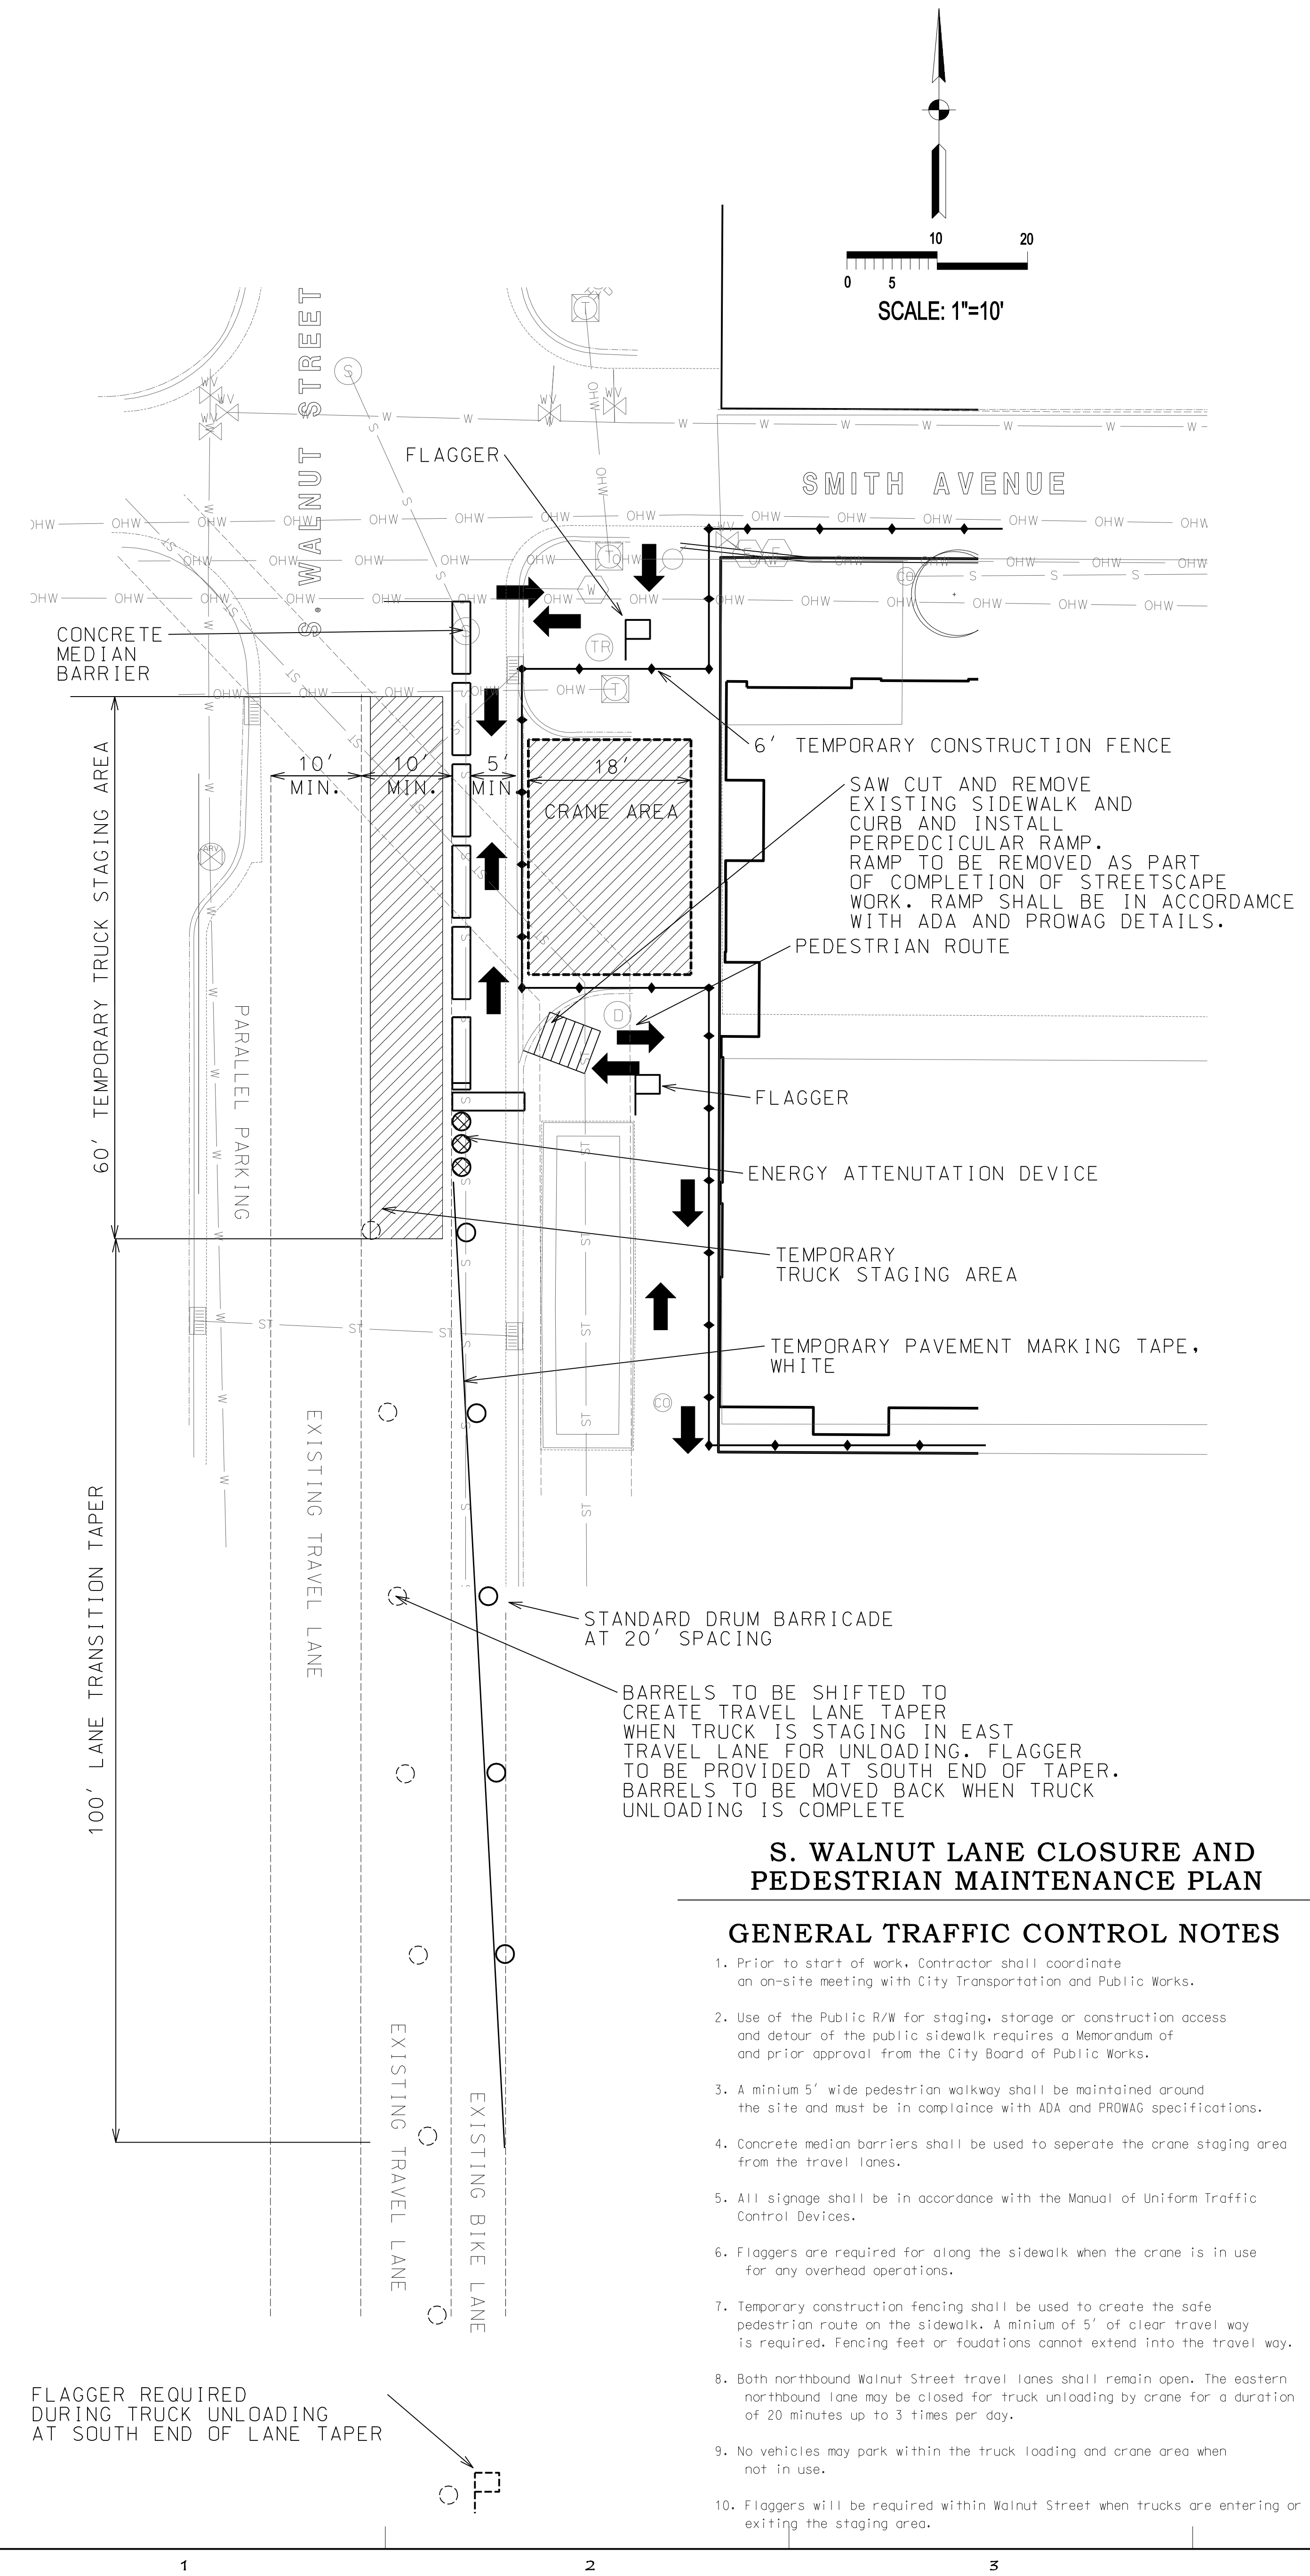 10 20
0 5
SCALE: 1"=10'
S. WALNUT STREET
SMITH AVENUE
FLAGGER
CONCRETE
MEDIAN
BARRIER
6' TEMPORARY CONSTRUCTION FENCE
10'
MIN.
10'
MIN.
5'
MIN.
18'
CRANE AREA
SAW CUT AND REMOVE
EXISTING SIDEWALK AND
CURB AND INSTALL
PERPEDCICULAR RAMP.
RAMP TO BE REMOVED AS PART
OF COMPLETION OF STREETSCAPE
WORK. RAMP SHALL BE IN ACCORDAMCE
WITH ADA AND PROWAG DETAILS.
PEDESTRIAN ROUTE
60' TEMPORARY TRUCK STAGING AREA
PARALLEL PARKING
FLAGGER
ENERGY ATTENUTATION DEVICE
TEMPORARY
TRUCK STAGING AREA
TEMPORARY PAVEMENT MARKING TAPE,
WHITE
EXISTING TRAVEL LANE
100' LANE TRANSITION TAPER
STANDARD DRUM BARRICADE
AT 20' SPACING
BARRELS TO BE SHIFTED TO
CREATE TRAVEL LANE TAPER
WHEN TRUCK IS STAGING IN EAST
TRAVEL LANE FOR UNLOADING. FLAGGER
TO BE PROVIDED AT SOUTH END OF TAPER.
BARRELS TO BE MOVED BACK WHEN TRUCK
UNLOADING IS COMPLETE
EXISTING TRAVEL LANE
EXISTING BIKE LANE
FLAGGER REQUIRED
DURING TRUCK UNLOADING
AT SOUTH END OF LANE TAPER
S. WALNUT LANE CLOSURE AND
PEDESTRIAN MAINTENANCE PLAN
GENERAL TRAFFIC CONTROL NOTES
1. Prior to start of work, Contractor shall coordinate
an on-site meeting with City Transportation and Public Works.
2. Use of the Public R/W for staging, storage or construction access
and detour of the public sidewalk requires a Memorandum of
and prior approval from the City Board of Public Works.
3. A minium 5' wide pedestrian walkway shall be maintained around
the site and must be in complaince with ADA and PROWAG specifications.
4. Concrete median barriers shall be used to seperate the crane staging area
from the travel lanes.
5. All signage shall be in accordance with the Manual of Uniform Traffic
Control Devices.
6. Flaggers are required for along the sidewalk when the crane is in use
for any overhead operations.
7. Temporary construction fencing shall be used to create the safe
pedestrian route on the sidewalk. A minium of 5' of clear travel way
is required. Fencing feet or foudations cannot extend into the travel way.
8. Both northbound Walnut Street travel lanes shall remain open. The eastern
northbound lane may be closed for truck unloading by crane for a duration
of 20 minutes up to 3 times per day.
9. No vehicles may park within the truck loading and crane area when
not in use.
10. Flaggers will be required within Walnut Street when trucks are entering or
exiting the staging area.
1 2 3